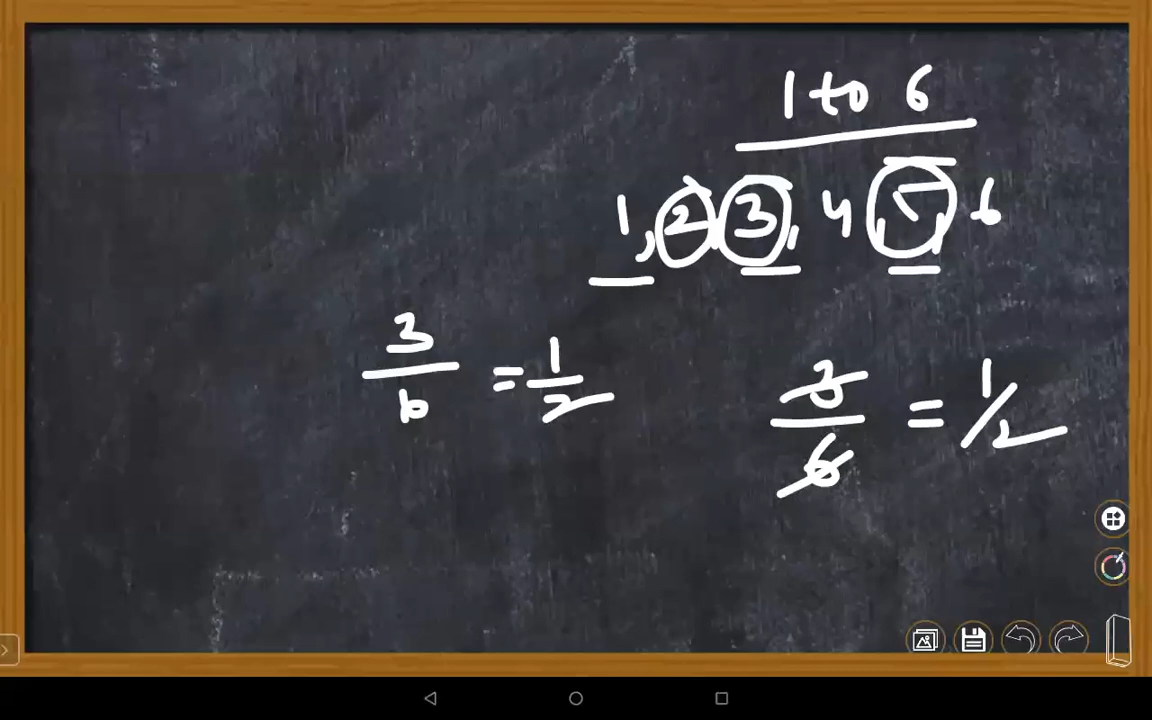 1 to 6
1, 2 3, 4 5, 6
3/6 = 1/2
3/6 = 1/2